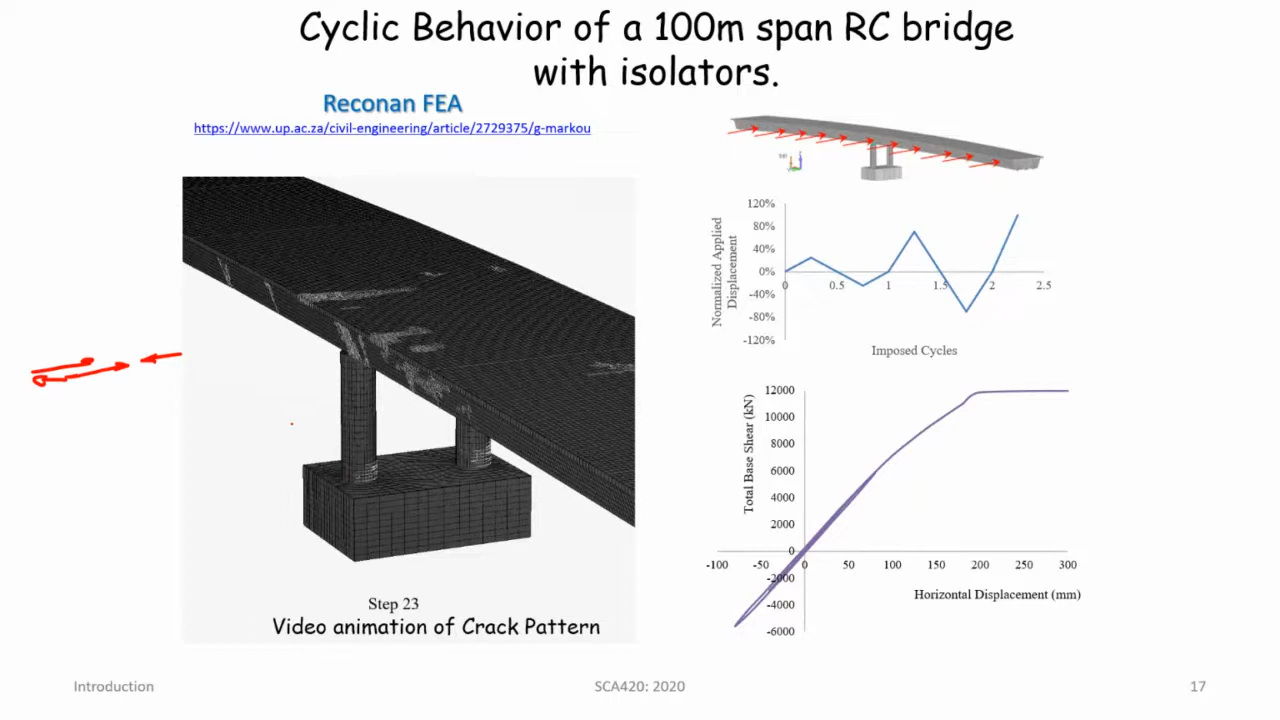 Cyclic Behavior of a 100m span RC bridge
with isolators.
Reconan FEA
https://www.up.ac.za/civil-engineering/article/2729375/g-markou
Step 23
Video animation of Crack Pattern
Normalized Applied
Displacement
120%
80%
40%
0%
-40%
-80%
-120%
0 0.5 1 1.5 2 2.5
Imposed Cycles
Total Base Shear (kN)
12000
10000
8000
6000
4000
2000
0
-2000
-4000
-6000
-100 -50 0 50 100 150 200 250 300
Horizontal Displacement (mm)
Introduction
SCA420: 2020
17